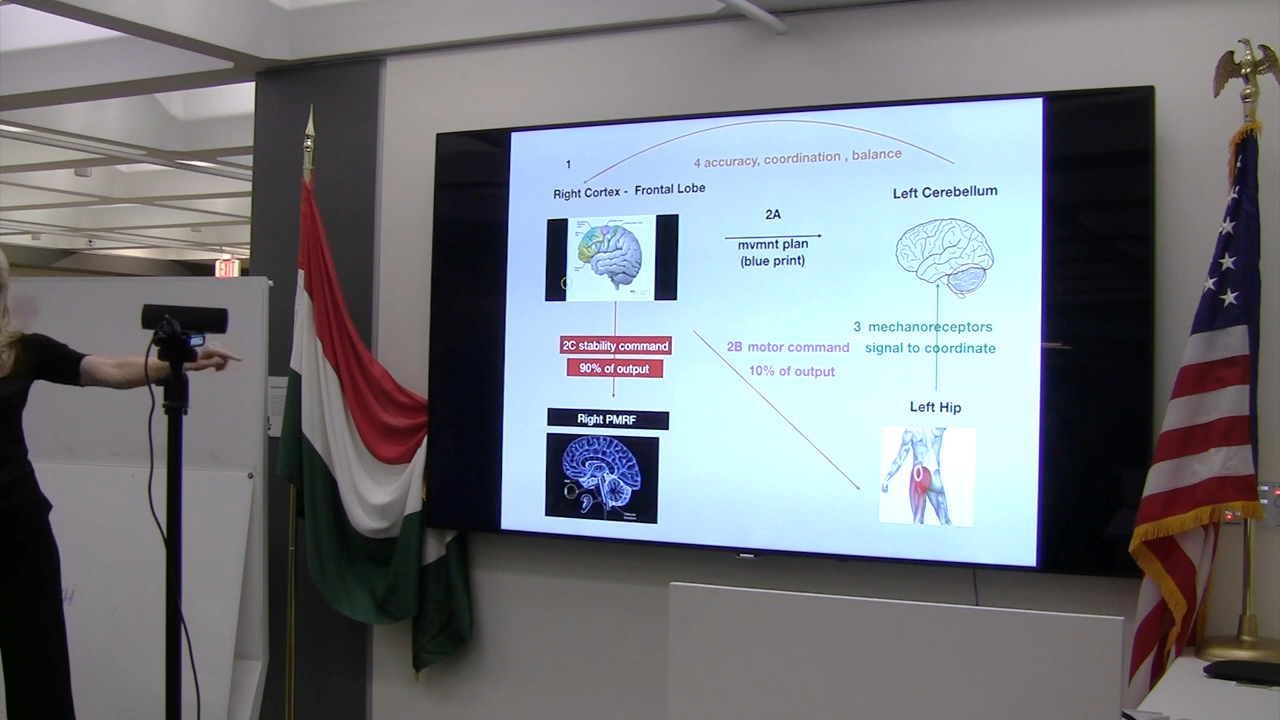 1
4 accuracy, coordination , balance
Right Cortex - Frontal Lobe
Left Cerebellum
2A
mvmnt plan
(blue print)
3 mechanoreceptors
signal to coordinate
2C stability command
90% of output
2B motor command
10% of output
Right PMRF
Left Hip
EXIT
SAMSUNG